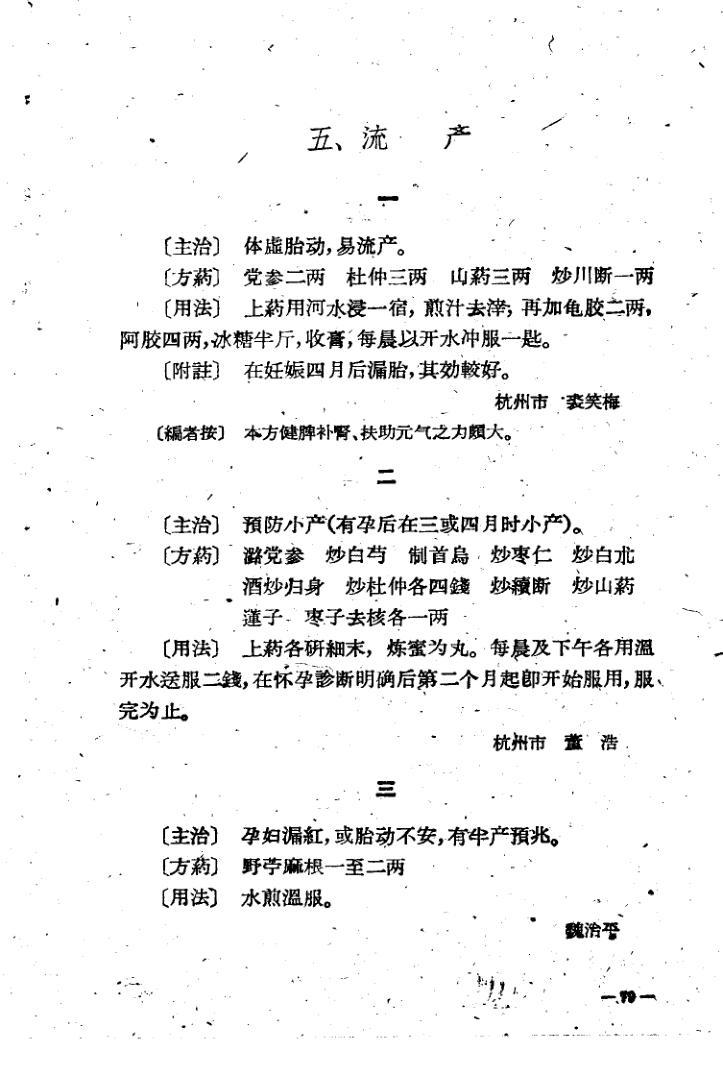 五、流　产
一
〔主治〕 体虚胎动，易流产。
〔方药〕 党参二两　杜仲三两　山药三两　炒川断一两
〔用法〕 上药用河水浸一宿，煎汁去滓；再加龟胶二两，
阿胶四两，冰糖半斤，收膏，每晨以开水冲服一匙。
〔附註〕 在妊娠四月后漏胎，其効較好。
杭州市　裘笑梅
〔編者按〕 本方健脾补腎、扶助元气之力頗大。
二
〔主治〕 預防小产（有孕后在三或四月时小产）。
〔方药〕 潞党参　炒白芍　制首烏　炒枣仁　炒白朮
酒炒归身　炒杜仲各四錢　炒續断　炒山药
蓮子　枣子去核各一两
〔用法〕 上药各研細末，炼蜜为丸。每晨及下午各用溫
开水送服二錢，在怀孕診断明确后第二个月起卽开始服用，服
完为止。
杭州市　董　浩
三
〔主治〕 孕妇漏紅，或胎动不安，有半产預兆。
〔方药〕 野苧麻根一至二两
〔用法〕 水煎溫服。
魏治平
— 79 —